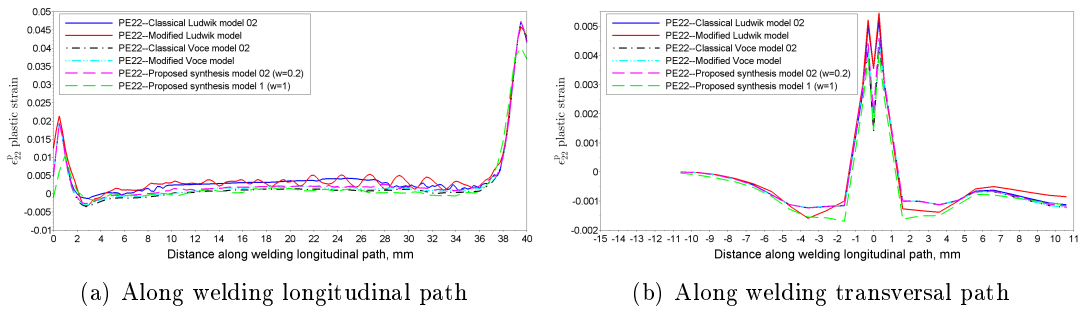 0.05
0.045
0.04
0.035
0.03
0.025
0.02
0.015
0.01
0.005
0
-0.005
-0.01
ϵᵖ₂₂ plastic strain
PE22--Classical Ludwik model 02
PE22--Modified Ludwik model
PE22--Classical Voce model 02
PE22--Modified Voce model
PE22--Proposed synthesis model 02 (w=0.2)
PE22--Proposed synthesis model 1 (w=1)
0 2 4 6 8 10 12 14 16 18 20 22 24 26 28 30 32 34 36 38 40
Distance along welding longitudinal path, mm
(a) Along welding longitudinal path
0.005
0.004
0.003
0.002
0.001
0
-0.001
-0.002
ϵᵖ₂₂ plastic strain
PE22--Classical Ludwik model 02
PE22--Modified Ludwik model
PE22--Classical Voce model 02
PE22--Modified Voce model
PE22--Proposed synthesis model 02 (w=0.2)
PE22--Proposed synthesis model 1 (w=1)
-15 -14 -13 -12 -11 -10 -9 -8 -7 -6 -5 -4 -3 -2 -1 0 1 2 3 4 5 6 7 8 9 10 11
Distance along welding longitudinal path, mm
(b) Along welding transversal path